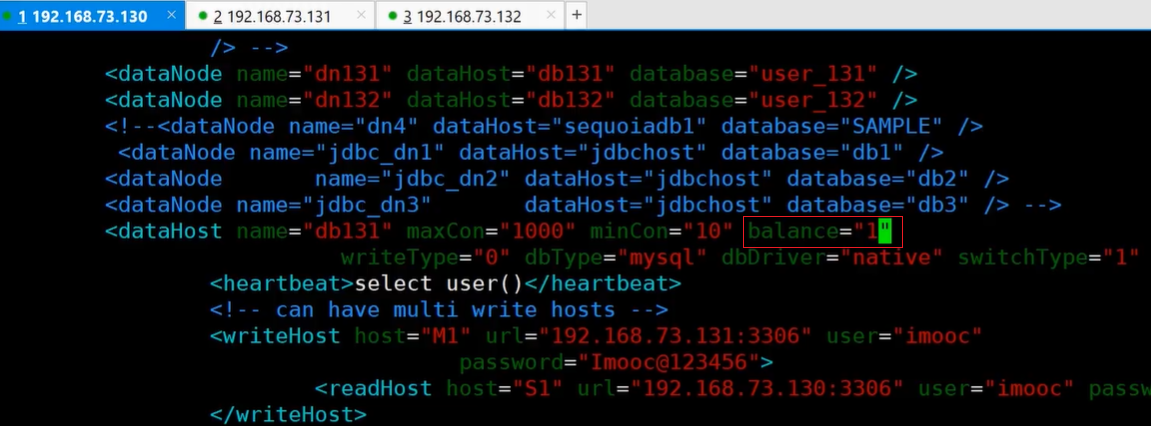 1 192.168.73.130 × 2 192.168.73.131 × 3 192.168.73.132 × +
/> -->
<dataNode name="dn131" dataHost="db131" database="user_131" />
<dataNode name="dn132" dataHost="db132" database="user_132" />
<!--<dataNode name="dn4" dataHost="sequoiadb1" database="SAMPLE" />
<dataNode name="jdbc_dn1" dataHost="jdbchost" database="db1" />
<dataNode name="jdbc_dn2" dataHost="jdbchost" database="db2" />
<dataNode name="jdbc_dn3" dataHost="jdbchost" database="db3" /> -->
<dataHost name="db131" maxCon="1000" minCon="10" balance="1"
writeType="0" dbType="mysql" dbDriver="native" switchType="1"
<heartbeat>select user()</heartbeat>
<!-- can have multi write hosts -->
<writeHost host="M1" url="192.168.73.131:3306" user="imooc"
password="Imooc@123456">
<readHost host="S1" url="192.168.73.130:3306" user="imooc" passw
</writeHost>